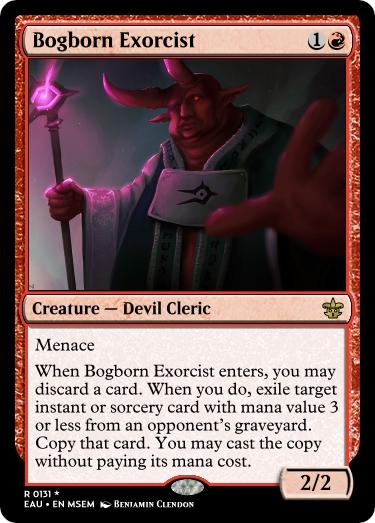 Bogborn Exorcist
1
Creature — Devil Cleric
Menace
When Bogborn Exorcist enters, you may
discard a card. When you do, exile target
instant or sorcery card with mana value 3
or less from an opponent's graveyard.
Copy that card. You may cast the copy
without paying its mana cost.
2/2
R 0131 *
EAU • EN MSEM Benjamin Clendon